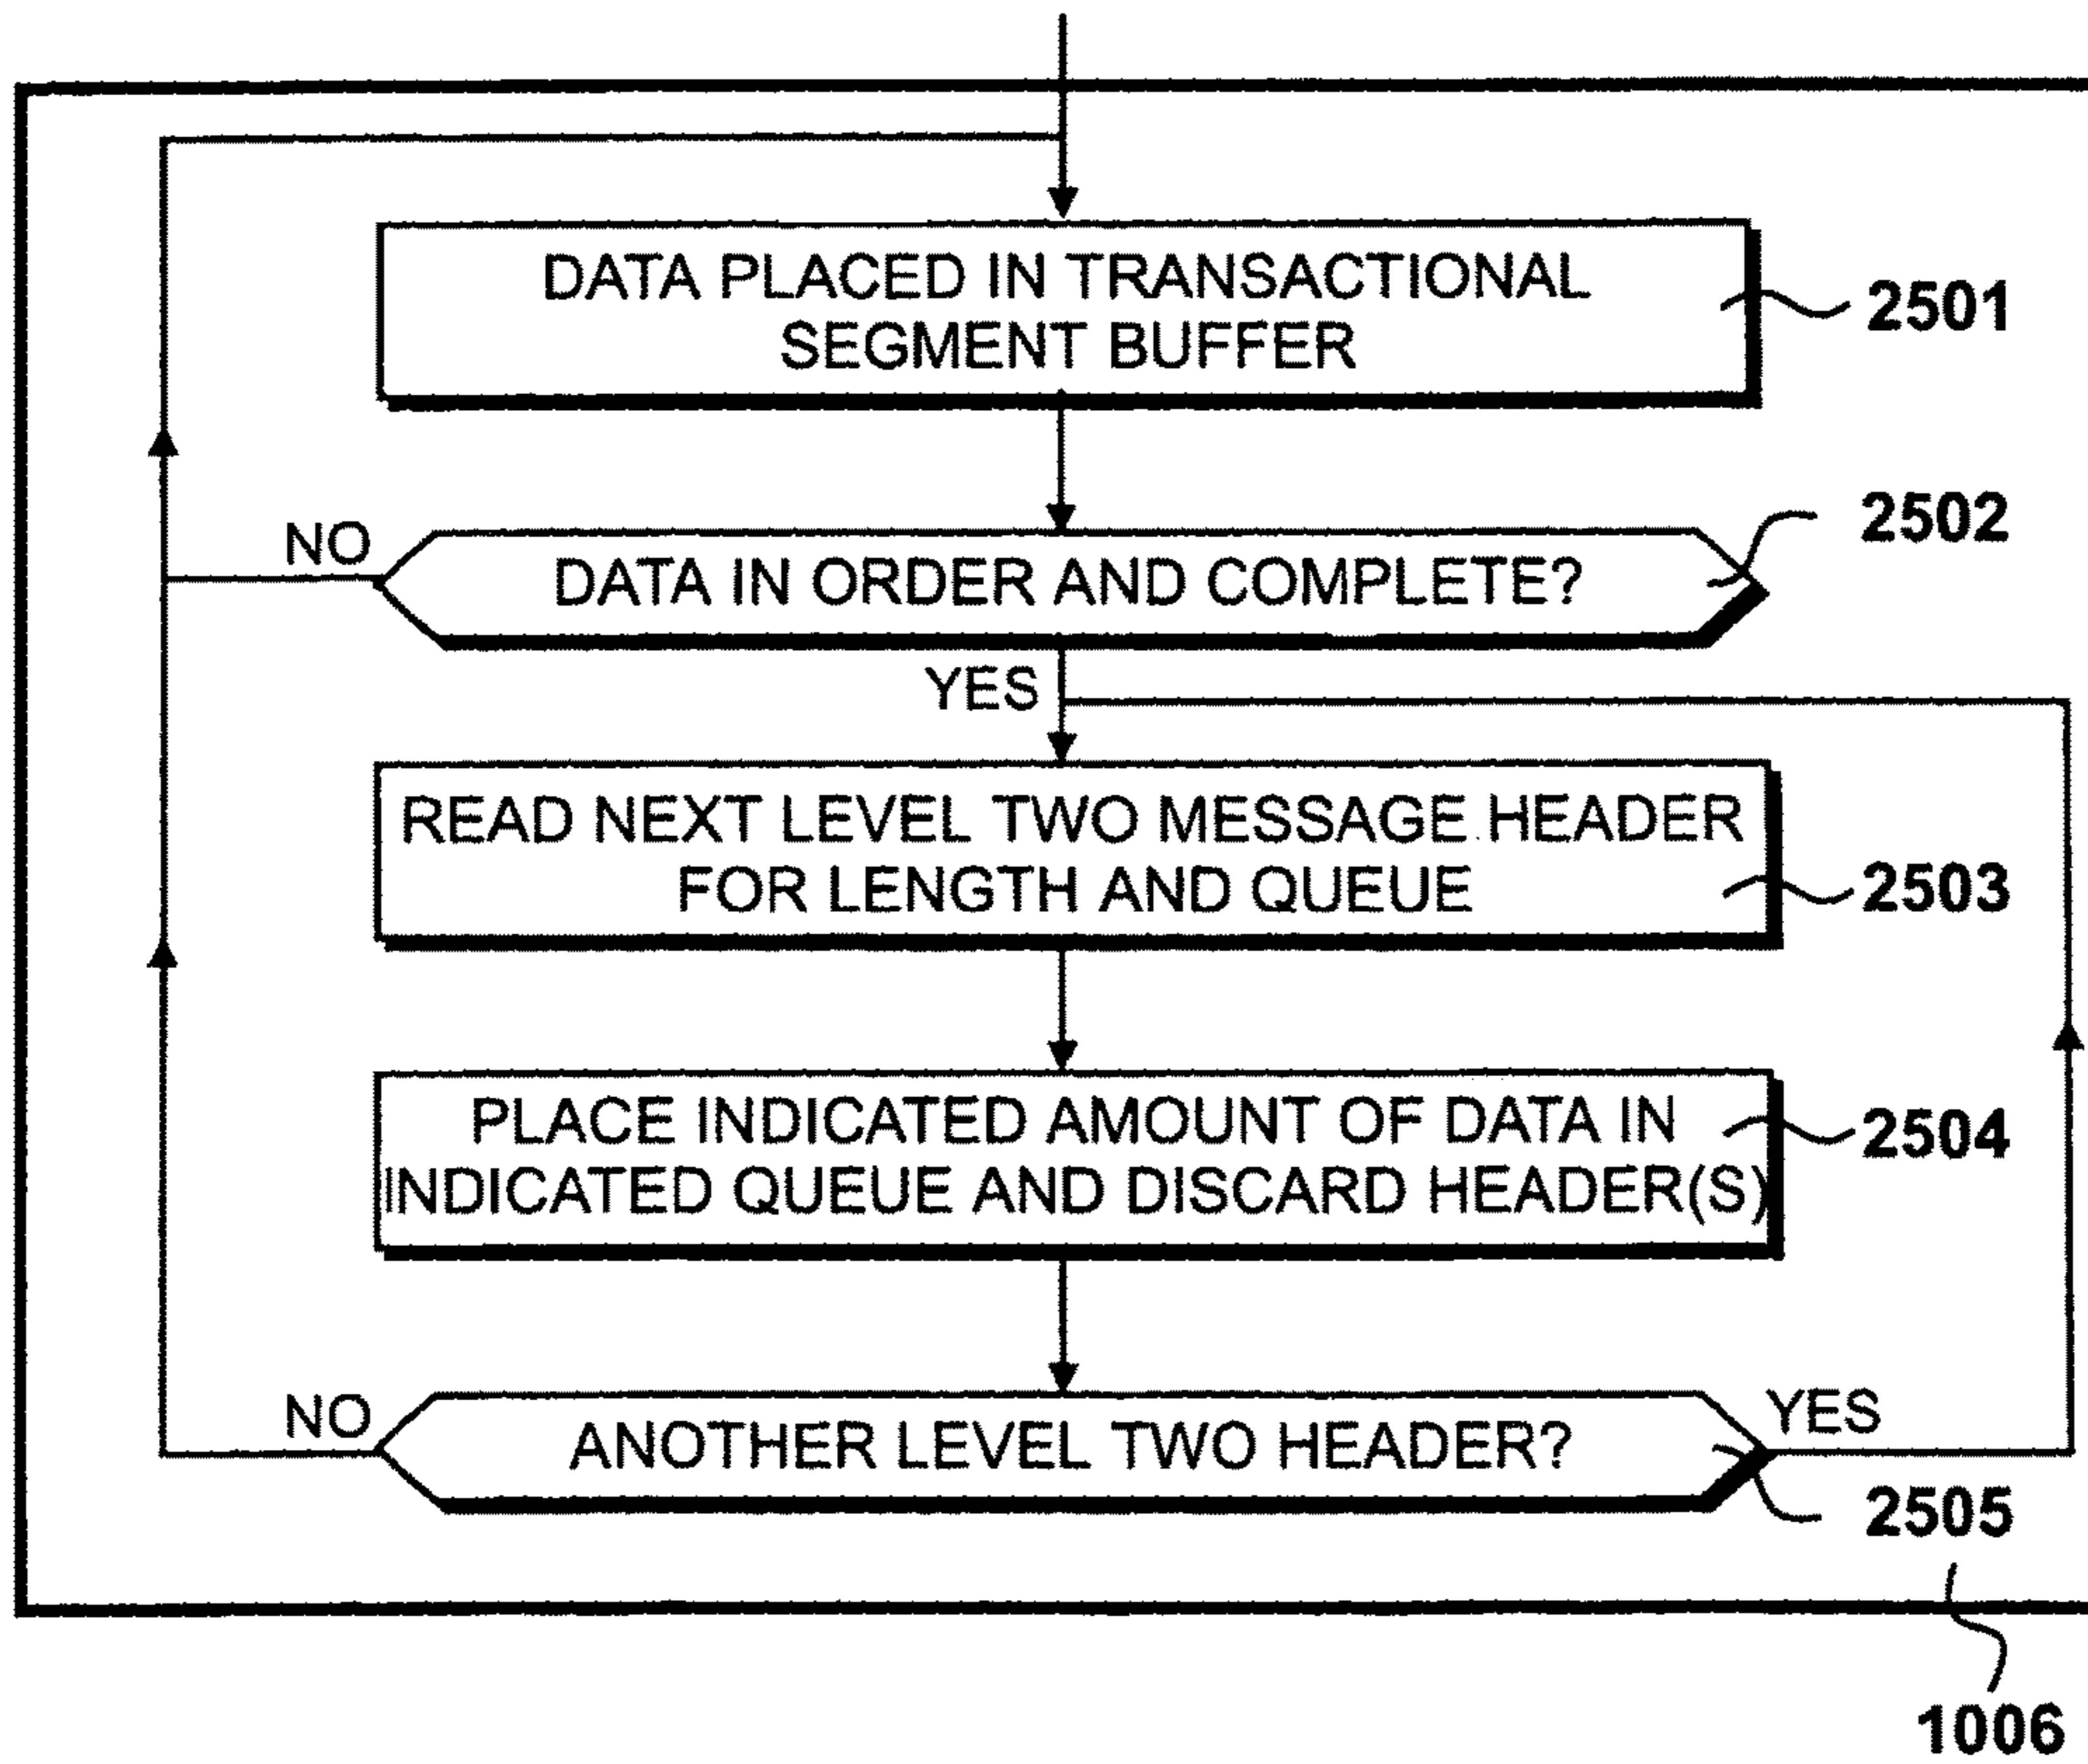 DATA PLACED IN TRANSACTIONAL
SEGMENT BUFFER
2501
2502
NO
DATA IN ORDER AND COMPLETE?
YES
READ NEXT LEVEL TWO MESSAGE HEADER
FOR LENGTH AND QUEUE
2503
PLACE INDICATED AMOUNT OF DATA IN
INDICATED QUEUE AND DISCARD HEADER(S)
2504
NO
ANOTHER LEVEL TWO HEADER?
YES
2505
1006